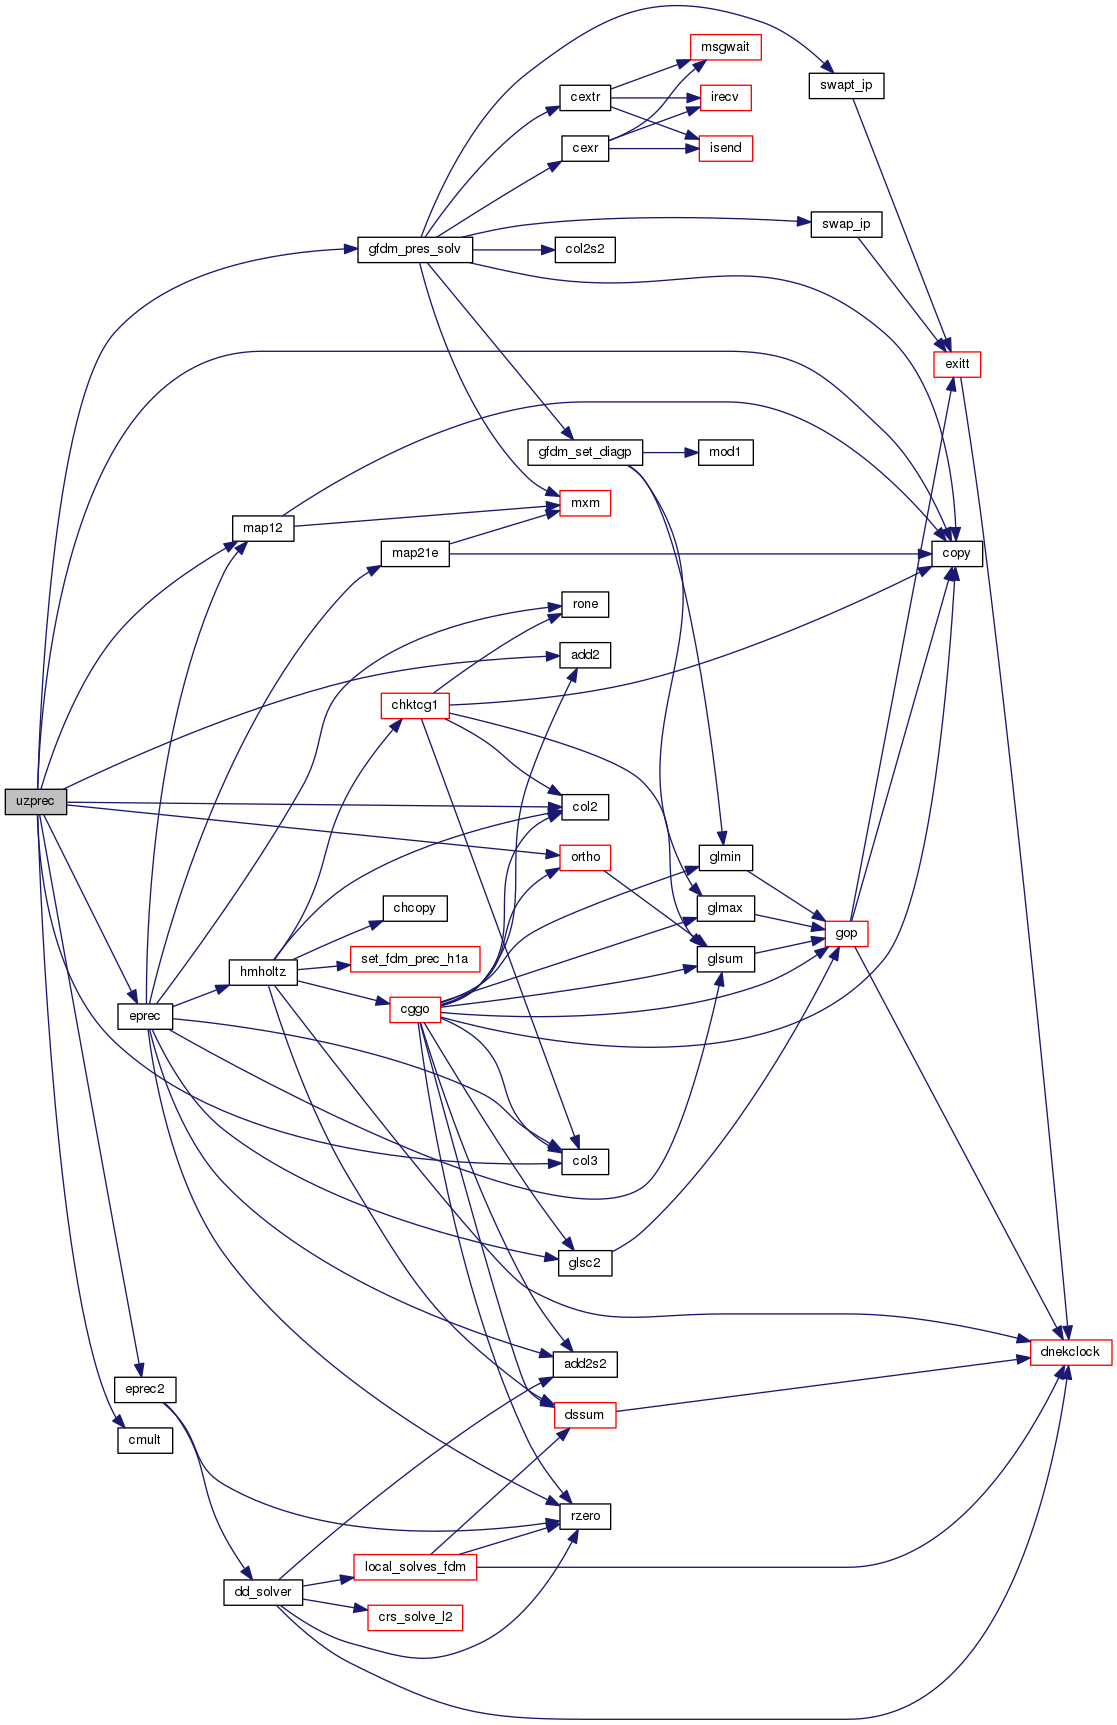 msgwait
swapt_ip
cextr
irecv
cexr
isend
swap_ip
gfdm_pres_solv
col2s2
exitt
gfdm_set_diagp
mod1
mxm
map12
map21e
copy
rone
add2
chktcg1
uzprec
col2
ortho
glmin
chcopy
glmax
gop
hmholtz
set_fdm_prec_h1a
glsum
eprec
cggo
col3
glsc2
dnekclock
add2s2
eprec2
dssum
cmult
rzero
local_solves_fdm
dd_solver
crs_solve_l2